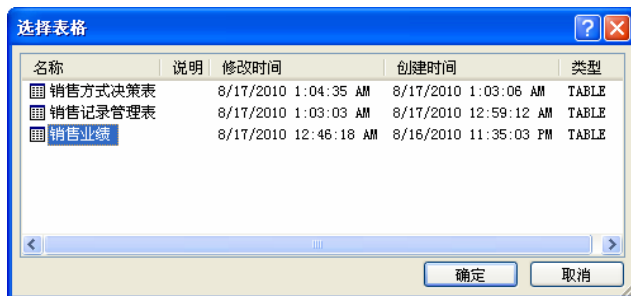 选择表格
名称 说明 修改时间 创建时间 类型
销售方式决策表 8/17/2010 1:04:35 AM 8/17/2010 1:03:06 AM TABLE
销售记录管理表 8/17/2010 1:03:03 AM 8/17/2010 12:59:12 AM TABLE
销售业绩 8/17/2010 12:46:18 AM 8/16/2010 11:35:03 PM TABLE
确定 取消